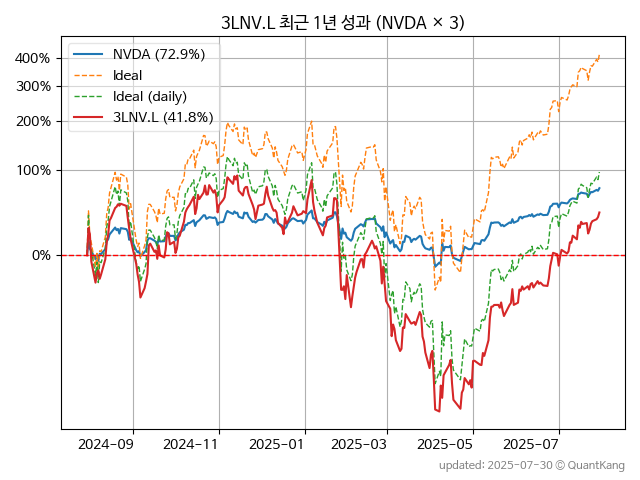 3LNV.L 최근 1년 성과 (NVDA × 3)
400%
300%
200%
100%
0%
NVDA (72.9%)
Ideal
Ideal (daily)
3LNV.L (41.8%)
2024-09 2024-11 2025-01 2025-03 2025-05 2025-07
updated: 2025-07-30 © QuantKang